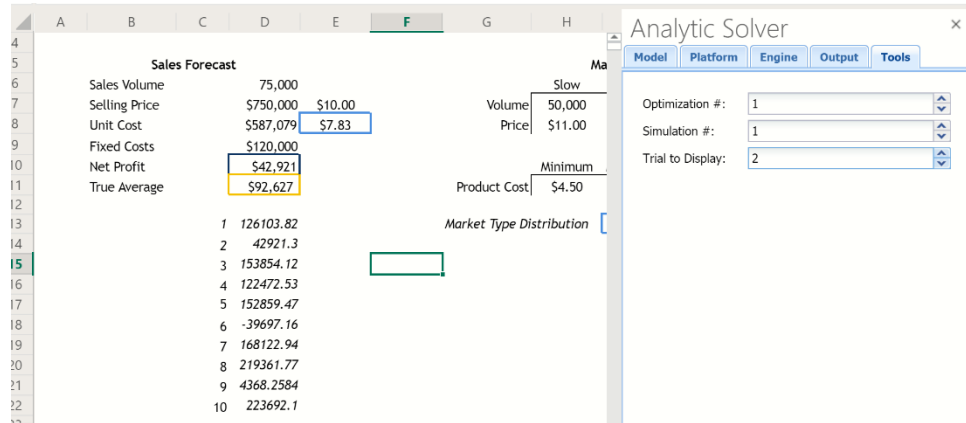 A B C D E F G H
Analytic Solver ×
4
5 Sales Forecast Ma
Model Platform Engine Output Tools
6 Sales Volume 75,000 Slow
7 Selling Price $750,000 $10.00 Volume 50,000
Optimization #: 1
8 Unit Cost $587,079 $7.83 Price $11.00
Simulation #: 1
9 Fixed Costs $120,000
Trial to Display: 2
10 Net Profit $42,921 Minimum
11 True Average $92,627 Product Cost $4.50
12
13 1 126103.82 Market Type Distribution
14 2 42921.3
15 3 153854.12
16 4 122472.53
17 5 152859.47
18 6 -39697.16
19 7 168122.94
20 8 219361.77
21 9 4368.2584
22 10 223692.1